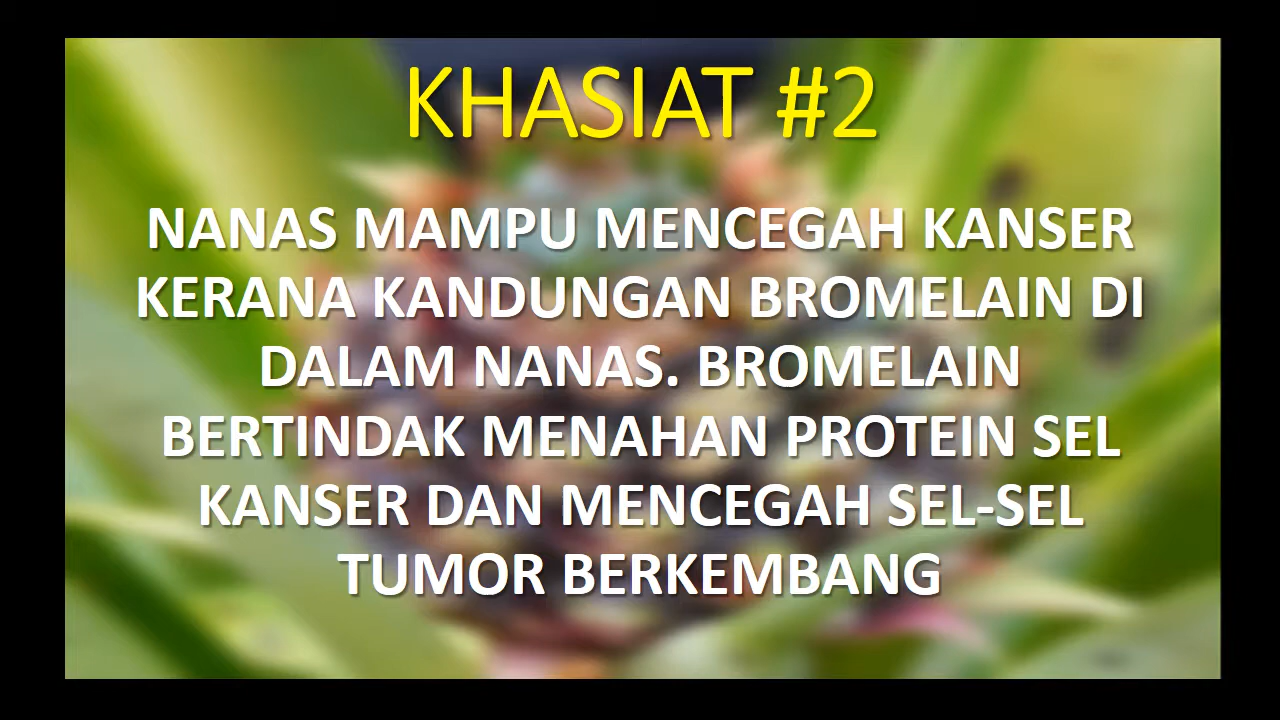 KHASIAT #2
NANAS MAMPU MENCEGAH KANSER
KERANA KANDUNGAN BROMELAIN DI
DALAM NANAS. BROMELAIN
BERTINDAK MENAHAN PROTEIN SEL
KANSER DAN MENCEGAH SEL-SEL
TUMOR BERKEMBANG